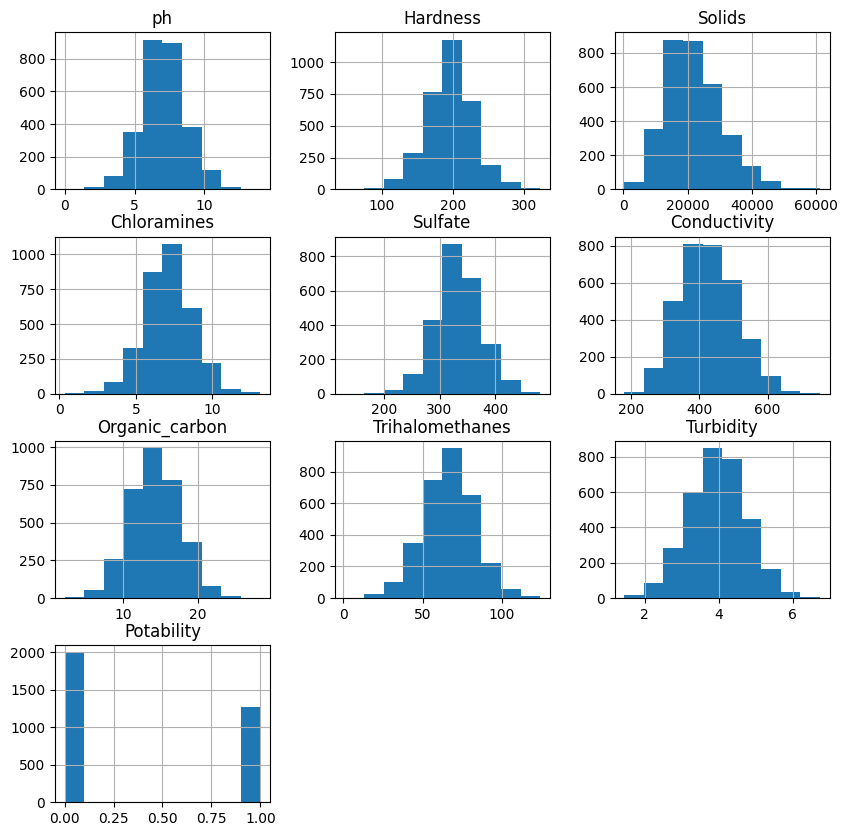 ph Hardness Solids
800 600 400 200 0
0 5 10
1000 750 500 250 0
100 200 300
800 600 400 200 0
0 20000 40000 60000
Chloramines Sulfate Conductivity
1000 750 500 250 0
0 5 10
800 600 400 200 0
200 300 400
800 600 400 200 0
200 400 600
Organic_carbon Trihalomethanes Turbidity
1000 750 500 250 0
10 20
800 600 400 200 0
0 50 100
800 600 400 200 0
2 4 6
Potability
2000 1500 1000 500 0
0.00 0.25 0.50 0.75 1.00